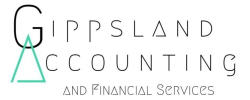 GIPPSLAND
ACCOUNTING
AND FINANCIAL SERVICES